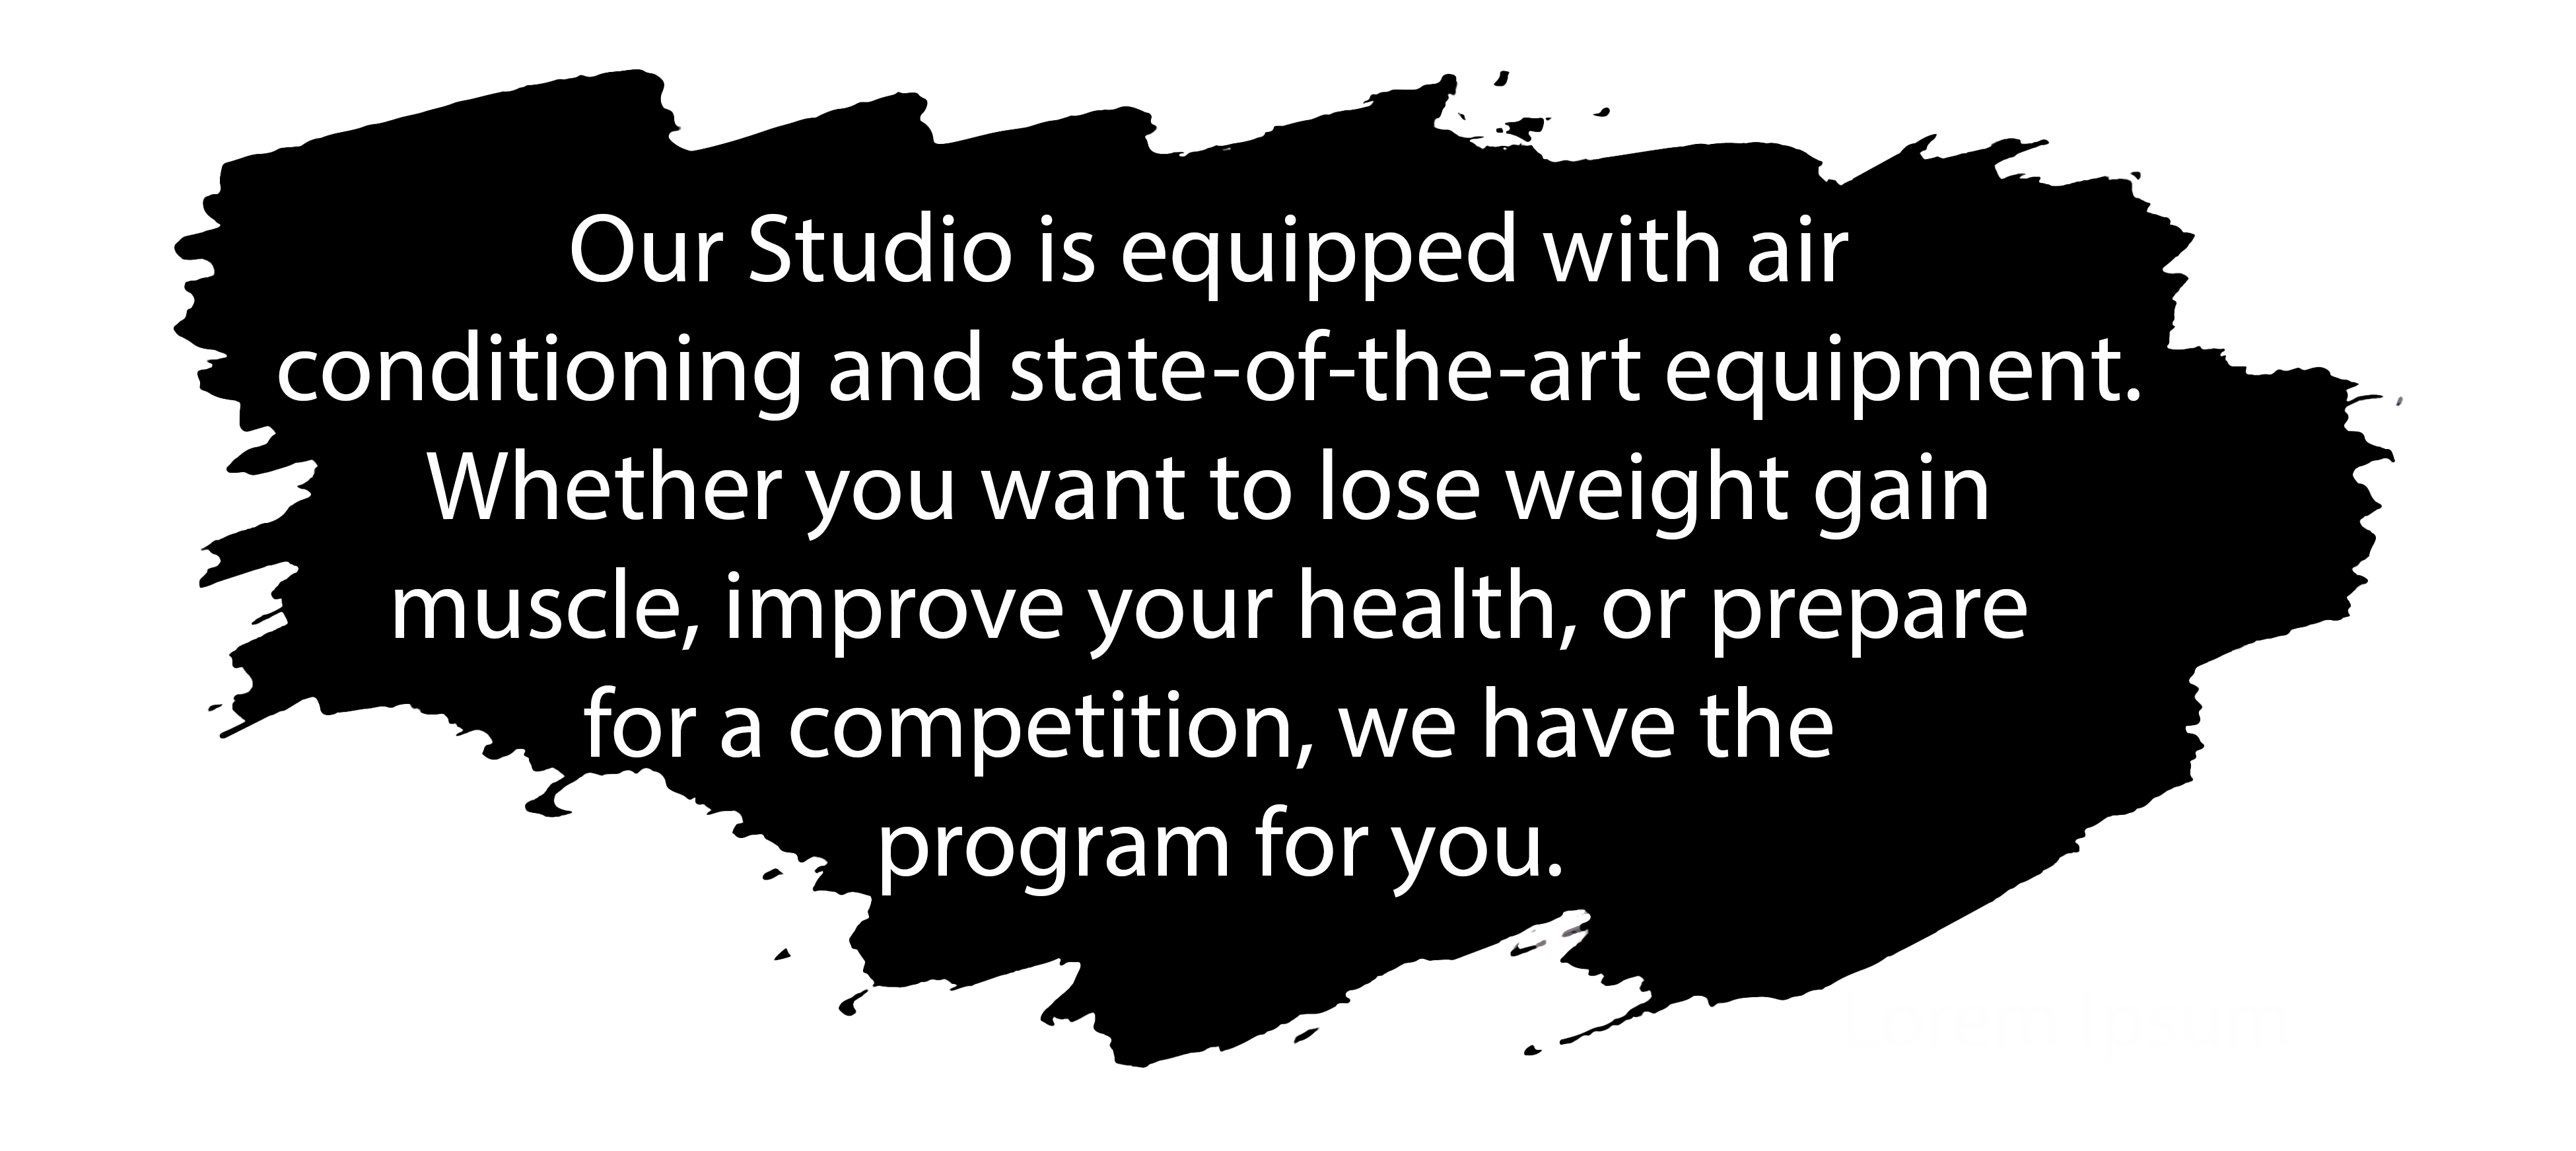 Our Studio is equipped with air
conditioning and state-of-the-art equipment.
Whether you want to lose weight gain
muscle, improve your health, or prepare
for a competition, we have the
program for you.